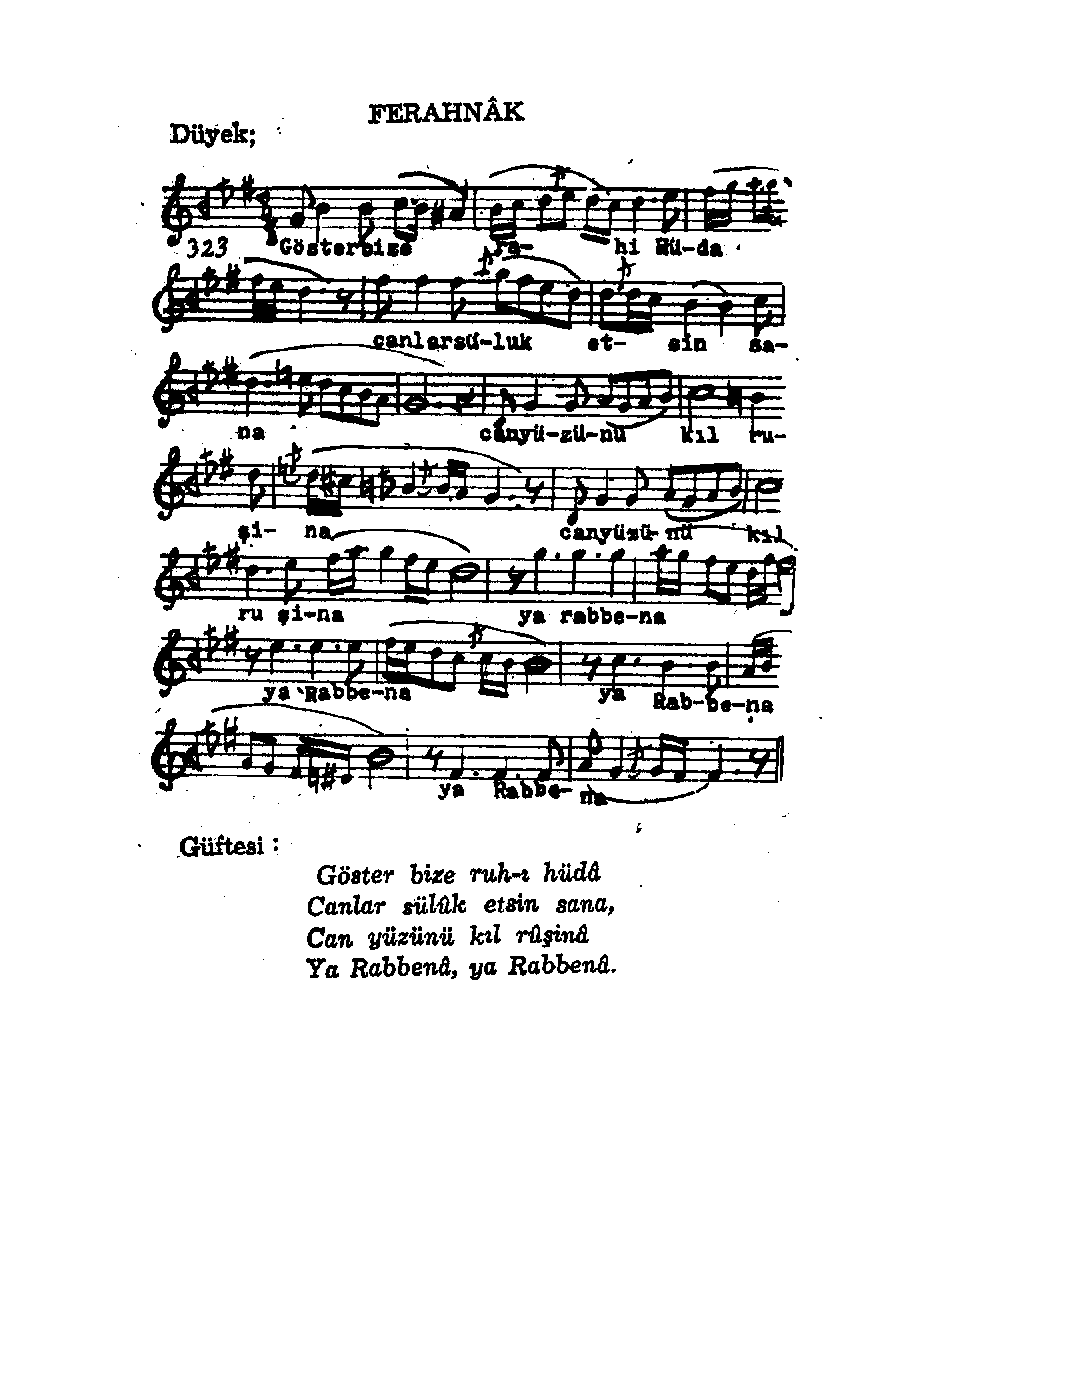 FERAHNÂK
Düyek;
323 Gösterbize ra- hi Hü-da
canlarsü-luk et- sin sa-
na canyü-zü-nü kıl ru-
şi- na canyüzü-nü kıl
ru şi-na ya rabbe-na
ya Rabbe-na ya Rab-be-na
ya Rabbe- na
Güftesi :
Göster bize ruh-ı hüdâ
Canlar sülûk etsin sana,
Can yüzünü kıl rûşinâ
Ya Rabbenâ, ya Rabbenâ.